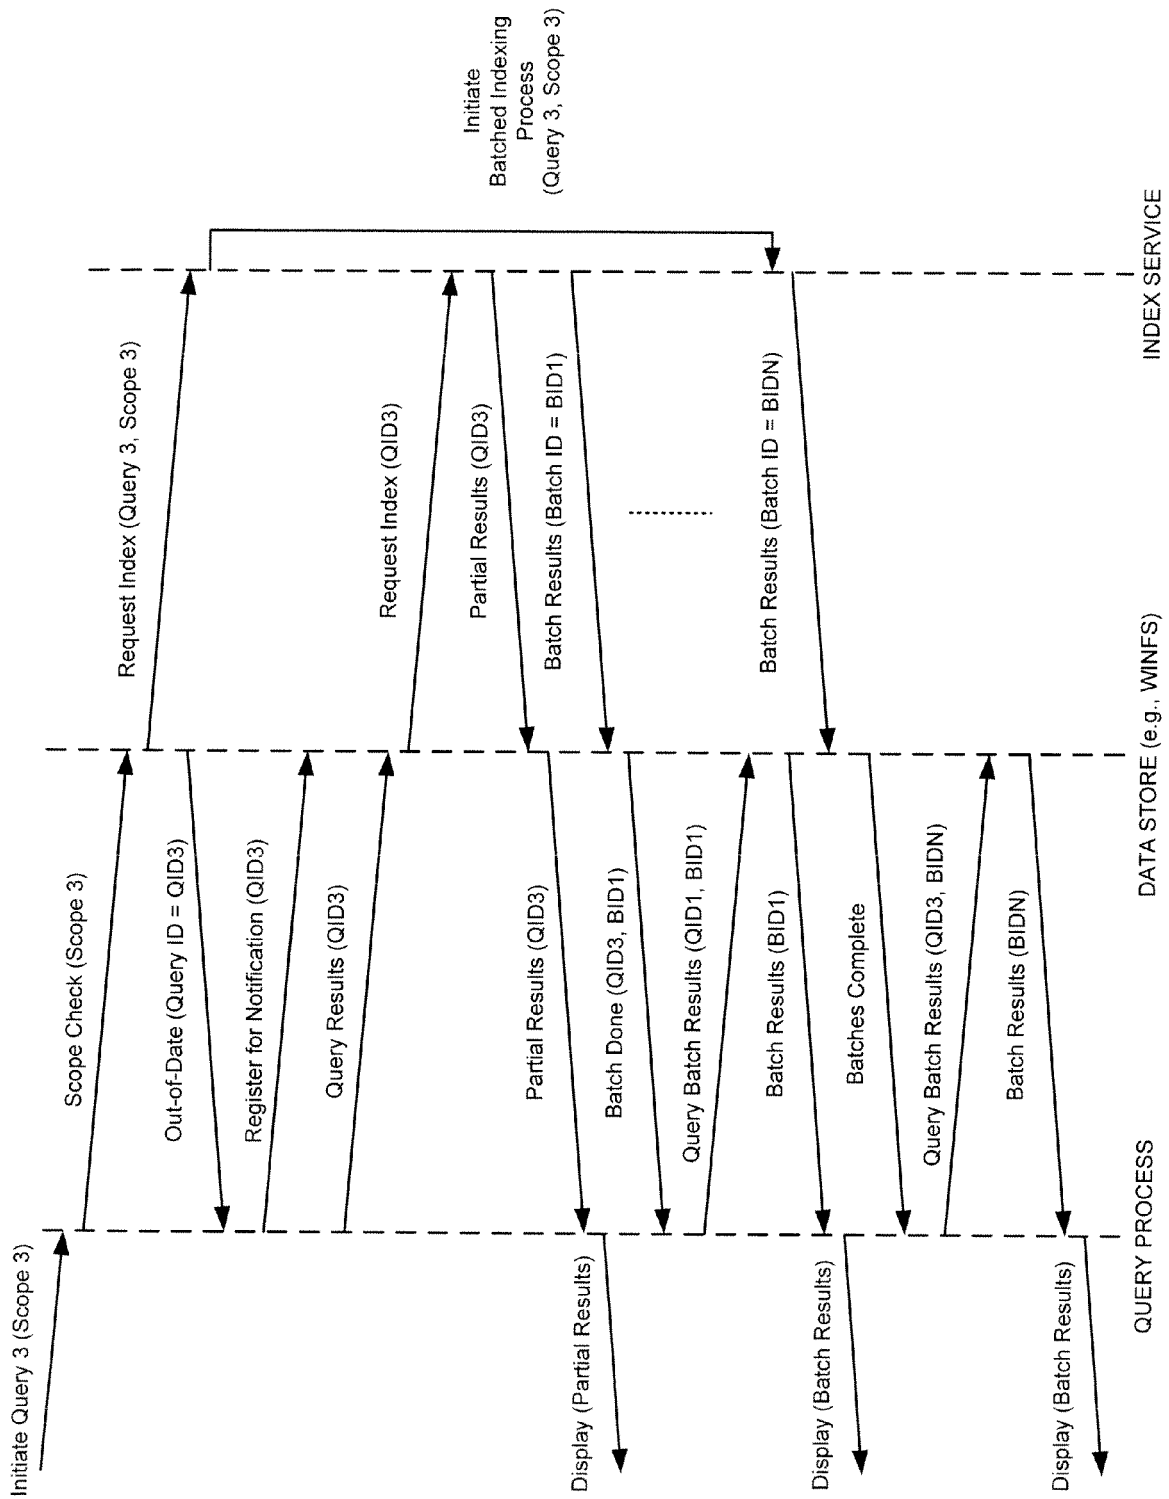 Initiate Query 3 (Scope 3)
Scope Check (Scope 3)
Request Index (Query 3, Scope 3)
Out-of-Date (Query ID = QID3)
Register for Notification (QID3)
Query Results (QID3)
Request Index (QID3)
Initiate
Batched Indexing
Process
(Query 3, Scope 3)
Partial Results (QID3)
Partial Results (QID3)
Display (Partial Results)
Batch Results (Batch ID = BID1)
Batch Done (QID3, BID1)
Query Batch Results (QID1, BID1)
Batch Results (BID1)
Display (Batch Results)
Batch Results (Batch ID = BIDN)
Batches Complete
Query Batch Results (QID3, BIDN)
Batch Results (BIDN)
Display (Batch Results)
QUERY PROCESS
DATA STORE (e.g., WINFS)
INDEX SERVICE